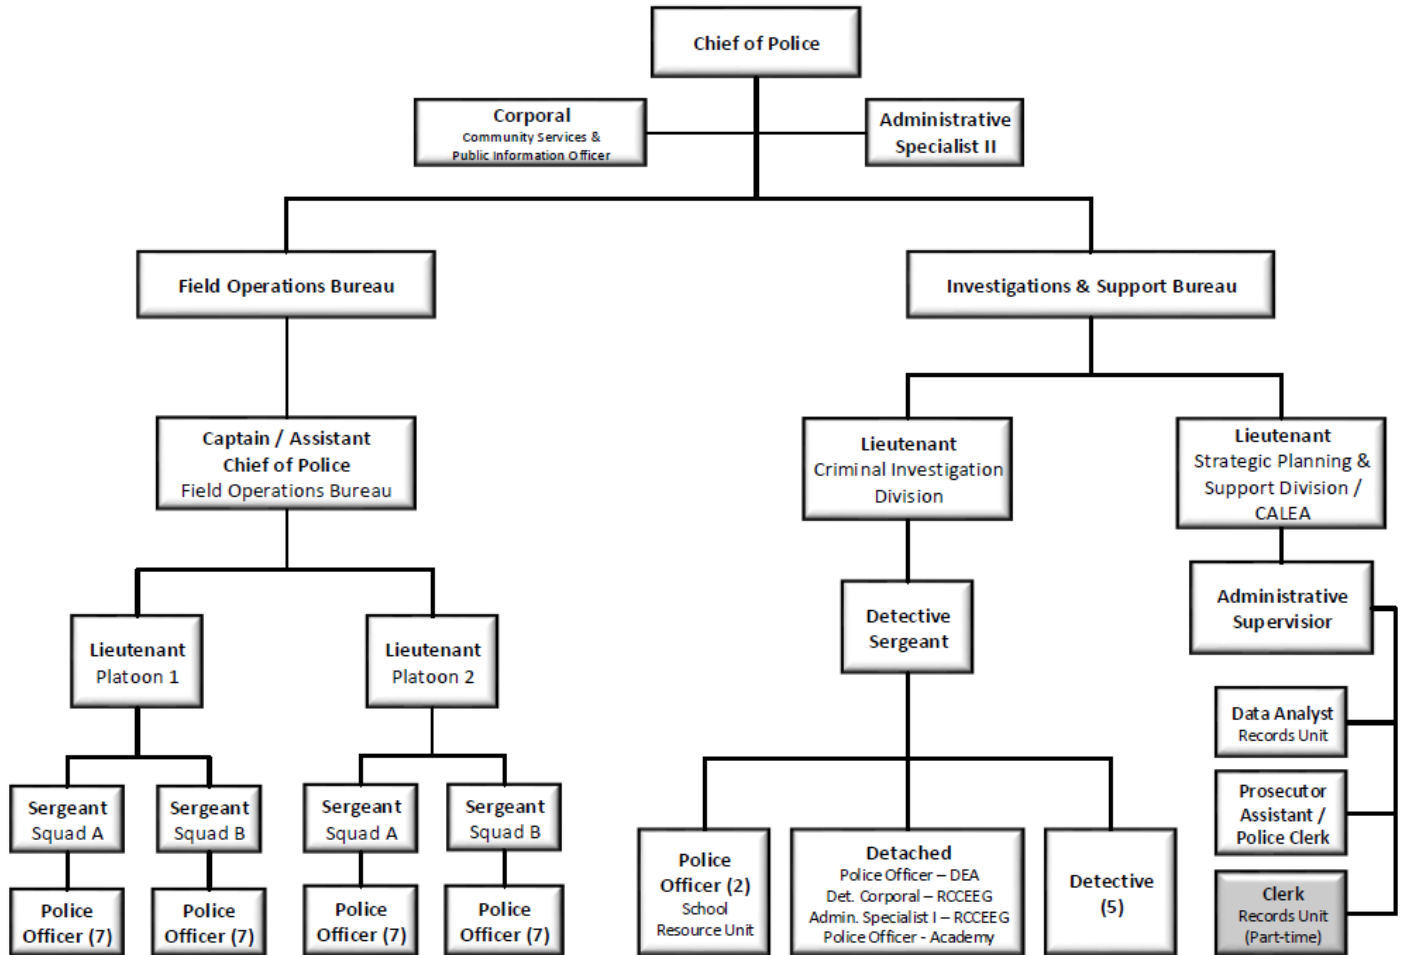 Chief of Police
Corporal
Community Services &
Public Information Officer
Administrative
Specialist II
Field Operations Bureau
Investigations & Support Bureau
Captain / Assistant
Chief of Police
Field Operations Bureau
Lieutenant
Criminal Investigation
Division
Lieutenant
Strategic Planning &
Support Division /
CALEA
Administrative
Supervisior
Detective
Sergeant
Lieutenant
Platoon 1
Lieutenant
Platoon 2
Data Analyst
Records Unit
Sergeant
Squad A
Sergeant
Squad B
Sergeant
Squad A
Sergeant
Squad B
Prosecutor
Assistant /
Police Clerk
Police
Officer (7)
Police
Officer (7)
Police
Officer (7)
Police
Officer (7)
Police
Officer (2)
School
Resource Unit
Detached
Police Officer – DEA
Det. Corporal – RCCEEG
Admin. Specialist I – RCCEEG
Police Officer - Academy
Detective
(5)
Clerk
Records Unit
(Part-time)